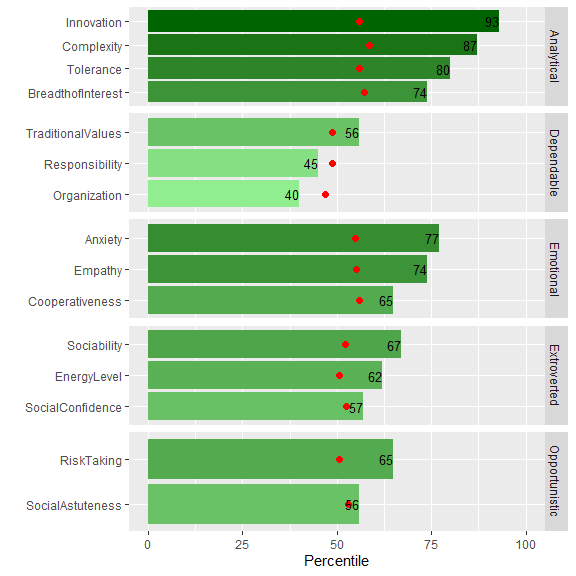 Innovation 93
Complexity 87
Tolerance 80
BreadthofInterest 74
Analytical
TraditionalValues 56
Responsibility 45
Organization 40
Dependable
Anxiety 77
Empathy 74
Cooperativeness 65
Emotional
Sociability 67
EnergyLevel 62
SocialConfidence 57
Extroverted
RiskTaking 65
SocialAstuteness 56
Opportunistic
0 25 50 75 100
Percentile